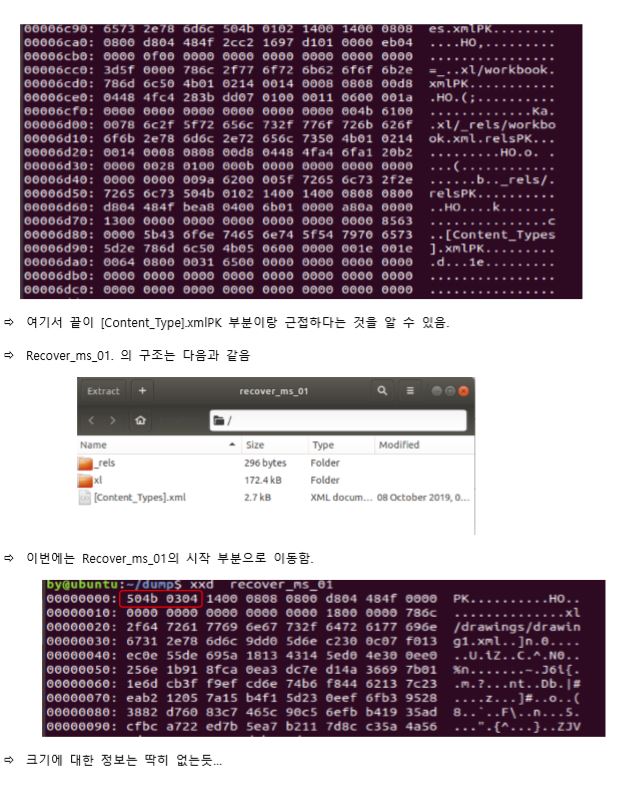 00006c90: 6573 2e78 6d6c 504b 0102 1400 1400 0808 es.xmlPK........
00006ca0: 0800 d804 484f 2cc2 1697 d101 0000 eb04 ....HO,.........
00006cb0: 0000 0f00 0000 0000 0000 0000 0000 0000 ................
00006cc0: 3d5f 0000 786c 2f77 6f72 6b62 6f6f 6b2e =_..xl/workbook.
00006cd0: 786d 6c50 4b01 0214 0014 0008 0808 00d8 xmlPK...........
00006ce0: 0448 4fc4 283b dd07 0100 0011 0600 001a .HO.(;..........
00006cf0: 0000 0000 0000 0000 0000 0000 004b 6100 .............Ka.
00006d00: 0078 6c2f 5f72 656c 732f 776f 726b 626f .xl/_rels/workbo
00006d10: 6f6b 2e78 6d6c 2e72 656c 7350 4b01 0214 ok.xml.relsPK...
00006d20: 0014 0008 0808 00d8 0448 4fa4 6fa1 20b2 .........HO.o. .
00006d30: 0000 0028 0100 000b 0000 0000 0000 0000 ...(............
00006d40: 0000 0000 009a 6200 005f 7265 6c73 2f2e ......b.._rels/.
00006d50: 7265 6c73 504b 0102 1400 1400 0808 0800 relsPK..........
00006d60: d804 484f bea8 0400 6b01 0000 a80a 0000 ..HO....k.......
00006d70: 1300 0000 0000 0000 0000 0000 0000 8563 ...............c
00006d80: 0000 5b43 6f6e 7465 6e74 5f54 7970 6573 ..[Content_Types
00006d90: 5d2e 786d 6c50 4b05 0600 0000 001e 001e ].xmlPK.........
00006da0: 0064 0800 0031 6500 0000 0000 0000 0000 .d...1e.........
00006db0: 0000 0000 0000 0000 0000 0000 0000 0000 ................
00006dc0: 0000 0000 0000 0000 0000 0000 0000 0000 ................
⇨ 여기서 끝이 [Content_Type].xmlPK 부분이랑 근접하다는 것을 알 수 있음.
⇨ Recover_ms_01. 의 구조는 다음과 같음
Extract + recover_ms_01
/
Name Size Type Modified
_rels 296 bytes Folder
xl 172.4 kB Folder
[Content_Types].xml 2.7 kB XML docum... 08 October 2019, 0...
⇨ 이번에는 Recover_ms_01의 시작 부분으로 이동함.
by@ubuntu:~/dump$ xxd recover_ms_01
00000000: 504b 0304 1400 0808 0800 d804 484f 0000 PK..........HO..
00000010: 0000 0000 0000 0000 0000 1800 0000 786c ..............xl
00000020: 2f64 7261 7769 6e67 732f 6472 6177 696e /drawings/drawin
00000030: 6731 2e78 6d6c 9dd0 5d6e c230 0c07 f013 g1.xml..]n.0....
00000040: ec0e 55de 695a 1813 4314 5ed0 4e30 0ee0 ..U.iZ..C.^.N0..
00000050: 256e 1b91 8fca 0ea3 dc7e d14a 3669 7b01 %n.......~.J6i{.
00000060: 1e6d cb3f f9ef cd6e 74b6 f844 6213 7c23 .m.?...nt..Db.|#
00000070: eab2 1205 7a15 b4f1 5d23 0eef 6fb3 9528 ....z...]#..o..(
00000080: 3882 d760 83c7 465c 90c5 6efb b419 35ad 8..`..F\..n...5.
00000090: cfbc a722 ed7b 5ea7 b211 7d8c c35a 4a56 ...".{^...}..ZJV
⇨ 크기에 대한 정보는 딱히 없는듯...